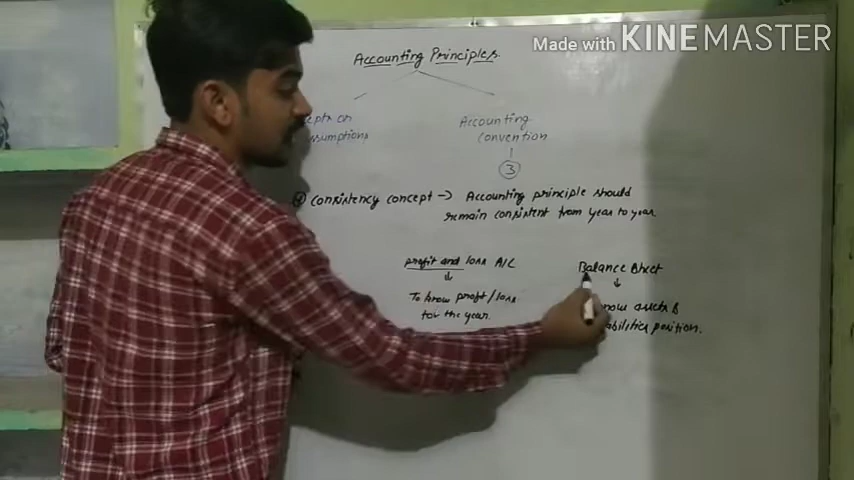 Made with KINEMASTER
Accounting Principles
Accounting
Convention
3
consistency concept → Accounting principle should
remain consistent from year to year.
profit and loss A/C
↓
To know profit/loss
for the year.
Balance Sheet
↓
assets &
position.